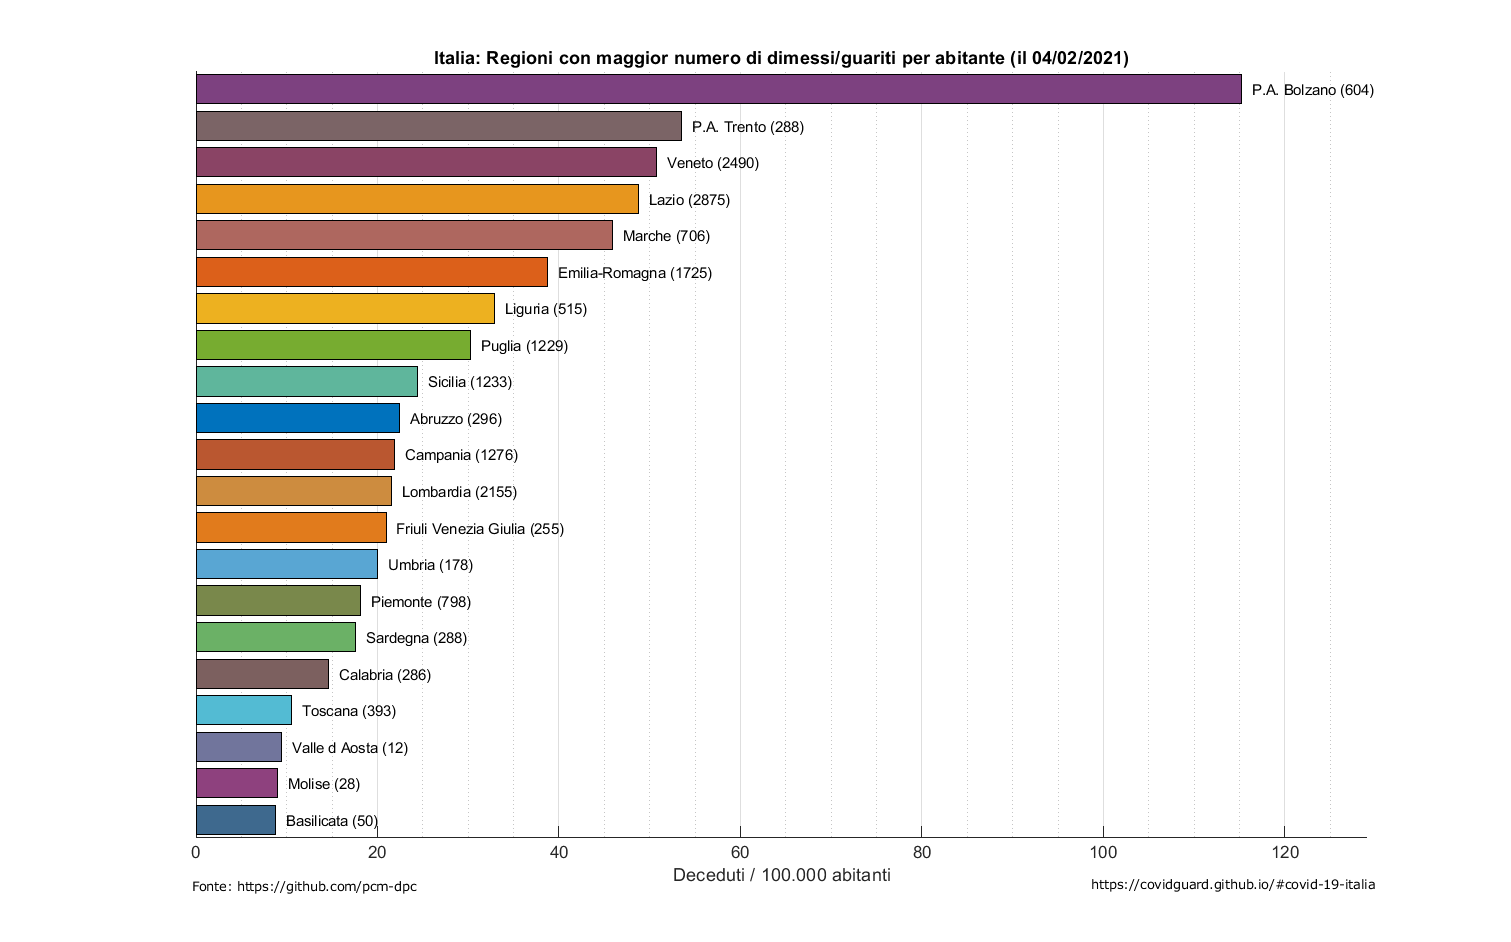 Italia: Regioni con maggior numero di dimessi/guariti per abitante (il 04/02/2021)
P.A. Bolzano (604)
P.A. Trento (288)
Veneto (2490)
Lazio (2875)
Marche (706)
Emilia-Romagna (1725)
Liguria (515)
Puglia (1229)
Sicilia (1233)
Abruzzo (296)
Campania (1276)
Lombardia (2155)
Friuli Venezia Giulia (255)
Umbria (178)
Piemonte (798)
Sardegna (288)
Calabria (286)
Toscana (393)
Valle d Aosta (12)
Molise (28)
Basilicata (50)
0 20 40 60 80 100 120
Deceduti / 100.000 abitanti
Fonte: https://github.com/pcm-dpc
https://covidguard.github.io/#covid-19-italia